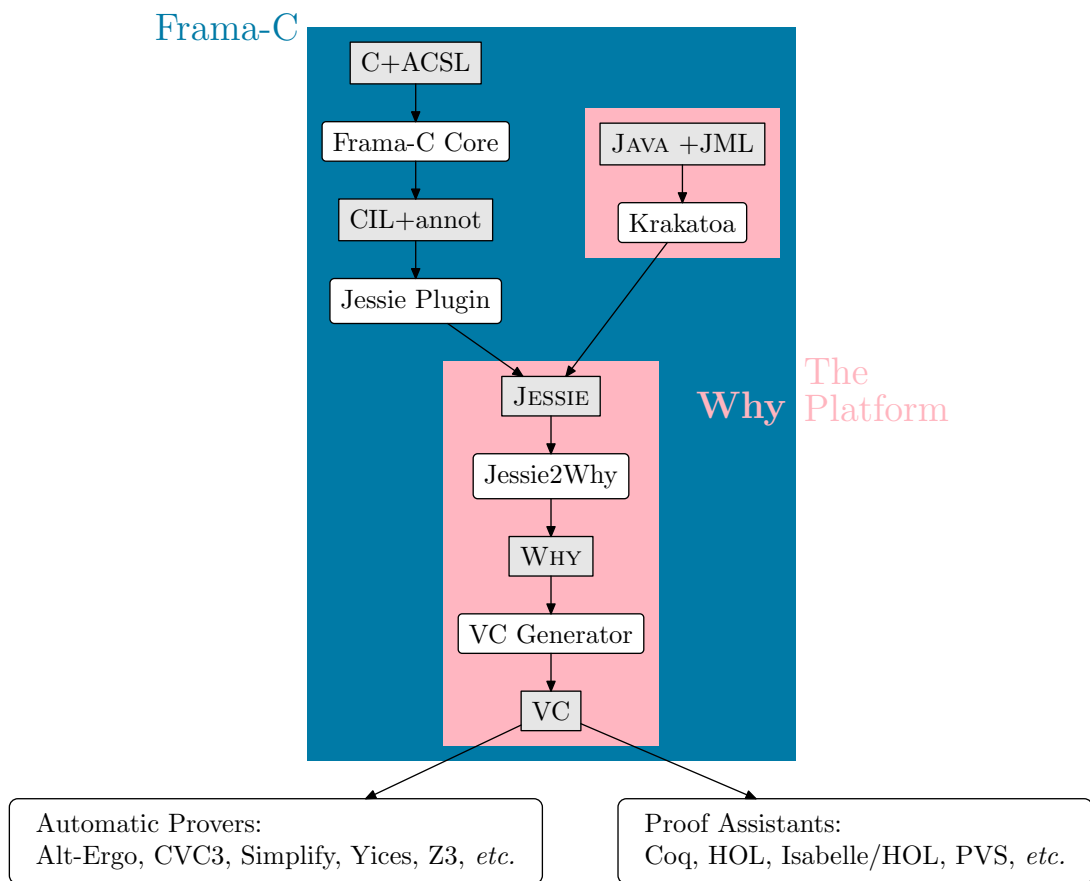 Frama-C
C+ACSL
Frama-C Core
JAVA +JML
CIL+annot
Krakatoa
Jessie Plugin
The
Why Platform
JESSIE
Jessie2Why
WHY
VC Generator
VC
Automatic Provers:
Alt-Ergo, CVC3, Simplify, Yices, Z3, etc.
Proof Assistants:
Coq, HOL, Isabelle/HOL, PVS, etc.